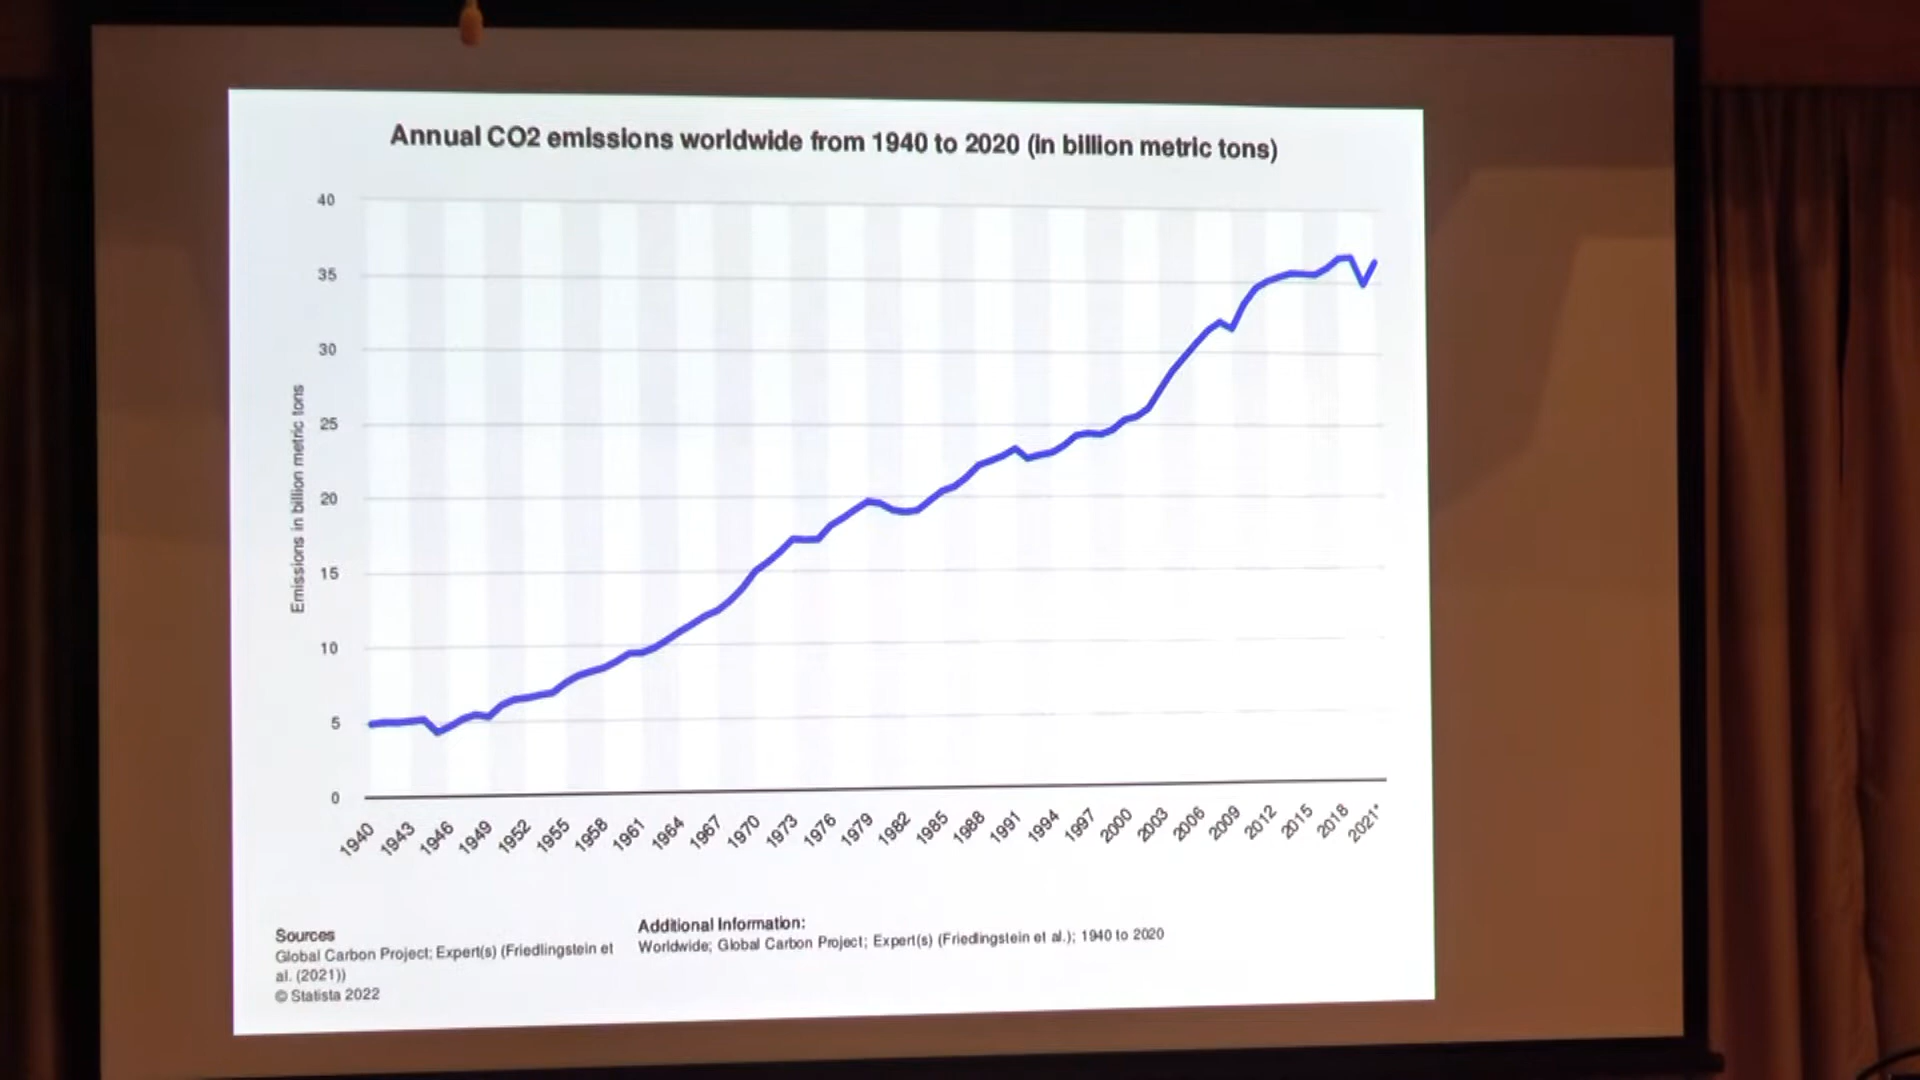 Annual CO2 emissions worldwide from 1940 to 2020 (in billion metric tons)
40
35
30
25
20
15
10
5
0
Emissions in billion metric tons
1940 1943 1946 1949 1952 1955 1958 1961 1964 1967 1970 1973 1976 1979 1982 1985 1988 1991 1994 1997 2000 2003 2006 2009 2012 2015 2018 2021*
Sources
Global Carbon Project; Expert(s) (Friedlingstein et
al. (2021))
© Statista 2022
Additional Information:
Worldwide; Global Carbon Project; Expert(s) (Friedlingstein et al.); 1940 to 2020